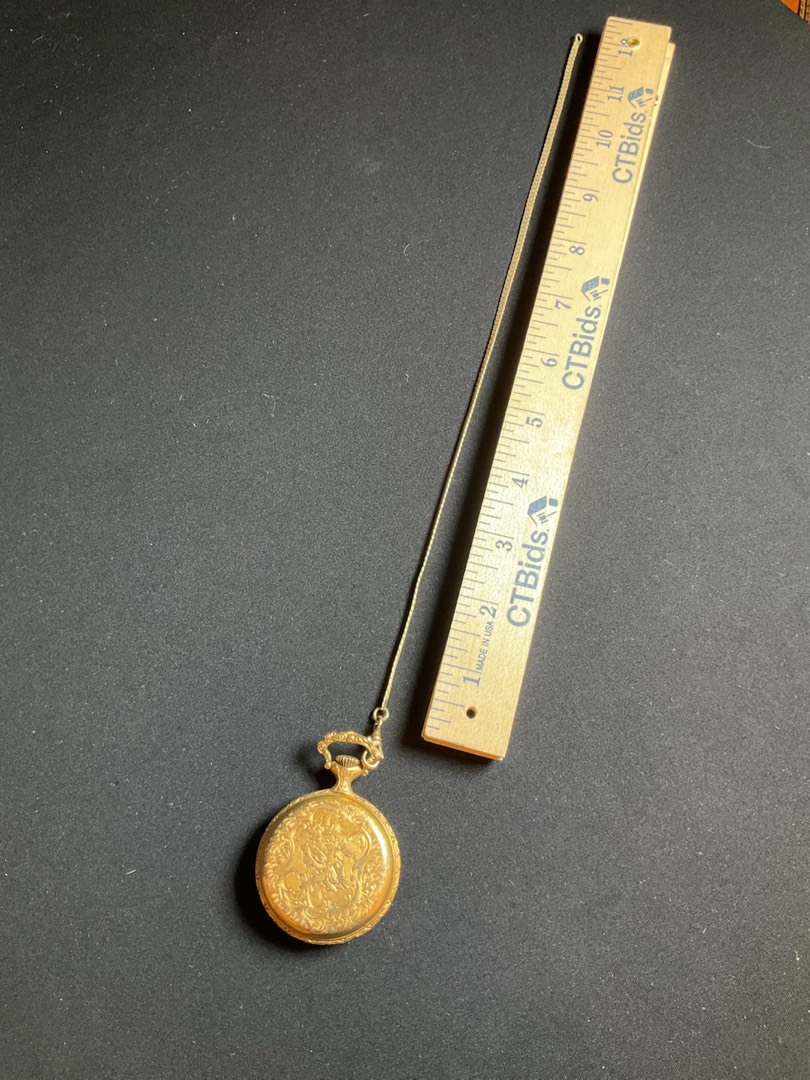 1 2 3 4 5 6 7 8 9 10 11 12
MADE IN USA
CTBids.
CTBids.
CTBids.